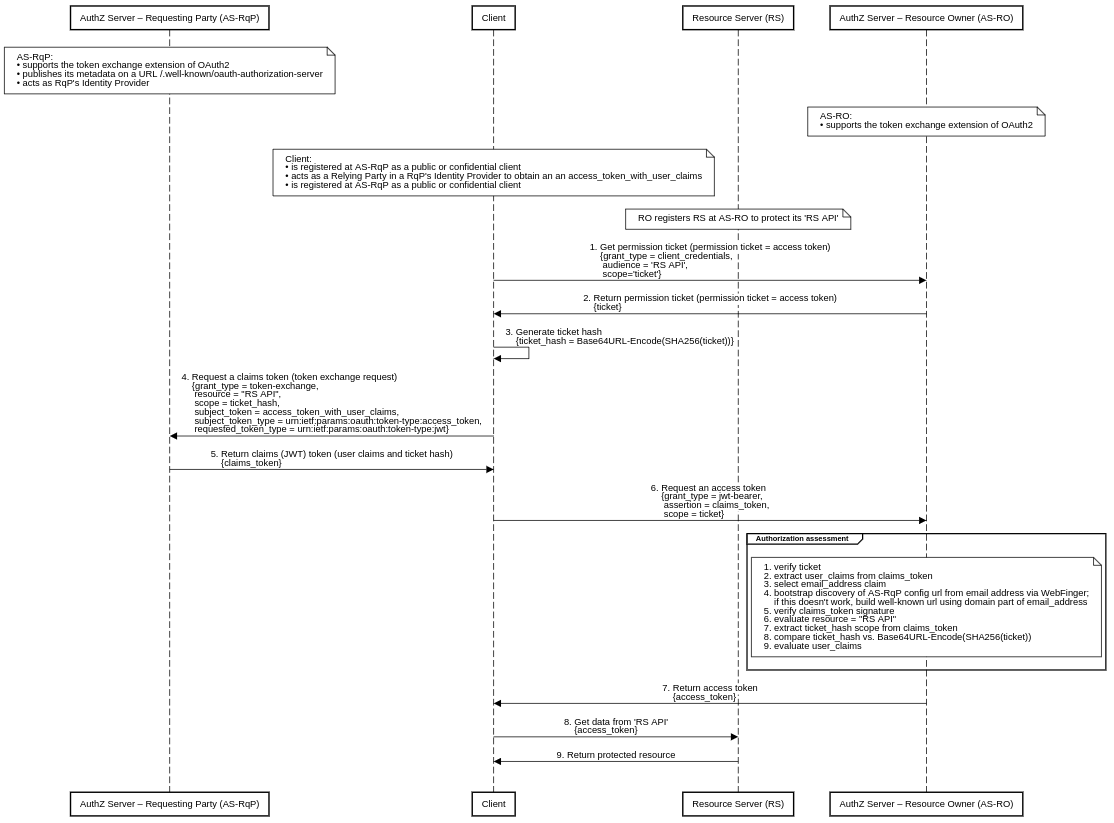 AuthZ Server – Requesting Party (AS-RqP)
Client
Resource Server (RS)
AuthZ Server – Resource Owner (AS-RO)
AS-RqP:
• supports the token exchange extension of OAuth2
• publishes its metadata on a URL /.well-known/oauth-authorization-server
• acts as RqP's Identity Provider
AS-RO:
• supports the token exchange extension of OAuth2
Client:
• is registered at AS-RqP as a public or confidential client
• acts as a Relying Party in a RqP's Identity Provider to obtain an an access_token_with_user_claims
• is registered at AS-RqP as a public or confidential client
RO registers RS at AS-RO to protect its 'RS API'
1. Get permission ticket (permission ticket = access token)
{grant_type = client_credentials,
audience = 'RS API',
scope='ticket'}
2. Return permission ticket (permission ticket = access token)
{ticket}
3. Generate ticket hash
{ticket_hash = Base64URL-Encode(SHA256(ticket))}
4. Request a claims token (token exchange request)
{grant_type = token-exchange,
resource = "RS API",
scope = ticket_hash,
subject_token = access_token_with_user_claims,
subject_token_type = urn:ietf:params:oauth:token-type:access_token,
requested_token_type = urn:ietf:params:oauth:token-type:jwt}
5. Return claims (JWT) token (user claims and ticket hash)
{claims_token}
6. Request an access token
{grant_type = jwt-bearer,
assertion = claims_token,
scope = ticket}
Authorization assessment
1. verify ticket
2. extract user_claims from claims_token
3. select email_address claim
4. bootstrap discovery of AS-RqP config url from email address via WebFinger;
if this doesn't work, build well-known url using domain part of email_address
5. verify claims_token signature
6. evaluate resource = "RS API"
7. extract ticket_hash scope from claims_token
8. compare ticket_hash vs. Base64URL-Encode(SHA256(ticket))
9. evaluate user_claims
7. Return access token
{access_token}
8. Get data from 'RS API'
{access_token}
9. Return protected resource
AuthZ Server – Requesting Party (AS-RqP)
Client
Resource Server (RS)
AuthZ Server – Resource Owner (AS-RO)